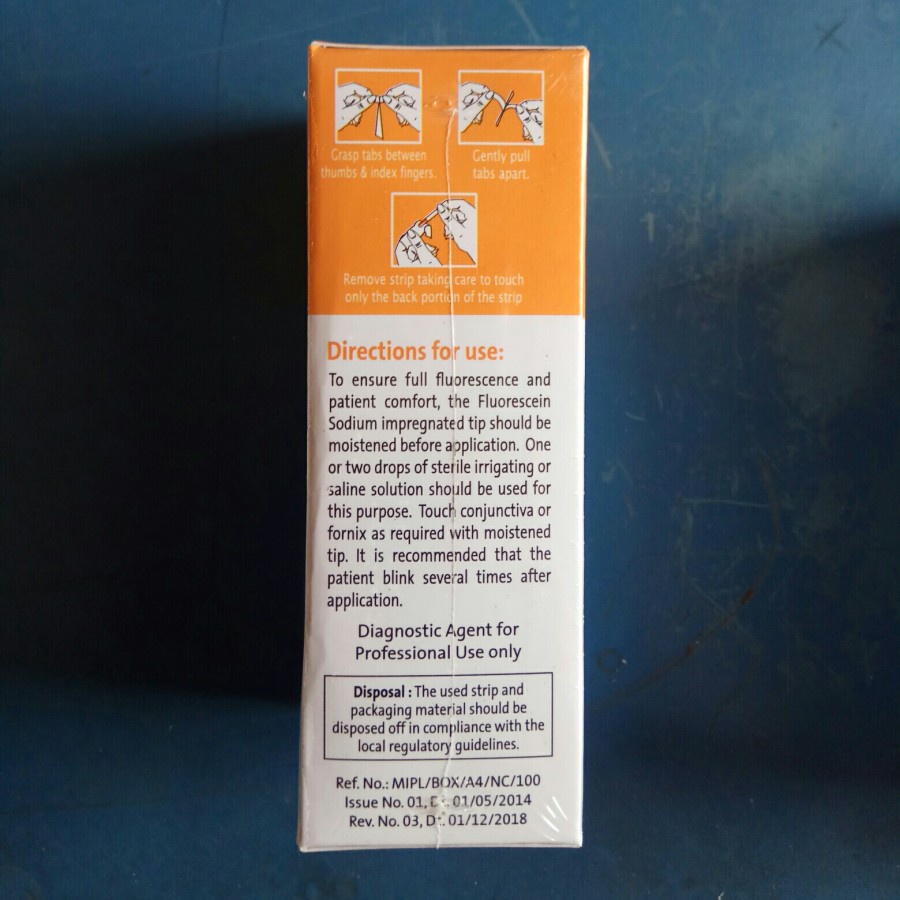 Grasp tabs between
thumbs & index fingers.
Gently pull
tabs apart.
Remove strip taking care to touch
only the back portion of the strip
Directions for use:
To ensure full fluorescence and
patient comfort, the Fluorescein
Sodium impregnated tip should be
moistened before application. One
or two drops of sterile irrigating or
saline solution should be used for
this purpose. Touch conjunctiva or
fornix as required with moistened
tip. It is recommended that the
patient blink several times after
application.
Diagnostic Agent for
Professional Use only
Disposal : The used strip and
packaging material should be
disposed off in compliance with the
local regulatory guidelines.
Ref. No.: MIPL/BOX/A4/NC/100
Issue No. 01, 01/05/2014
Rev. No. 03, Dt. 01/12/2018